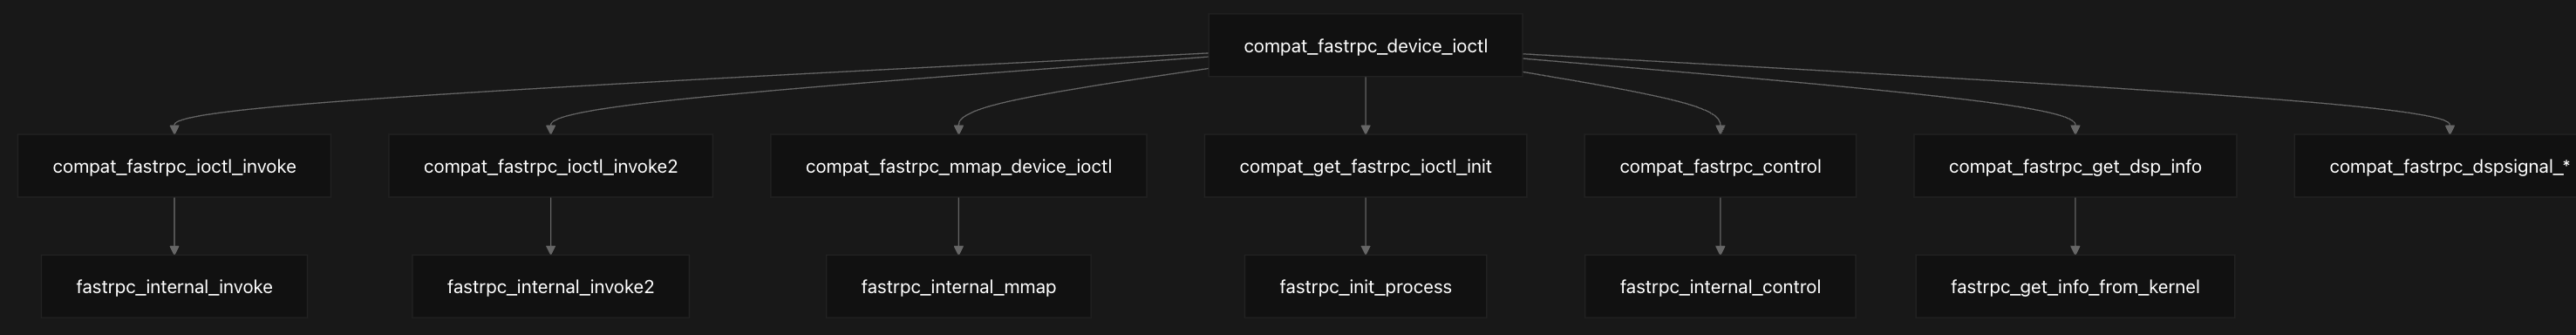 compat_fastrpc_device_ioctl
compat_fastrpc_ioctl_invoke
compat_fastrpc_ioctl_invoke2
compat_fastrpc_mmap_device_ioctl
compat_get_fastrpc_ioctl_init
compat_fastrpc_control
compat_fastrpc_get_dsp_info
compat_fastrpc_dspsignal_*
fastrpc_internal_invoke
fastrpc_internal_invoke2
fastrpc_internal_mmap
fastrpc_init_process
fastrpc_internal_control
fastrpc_get_info_from_kernel